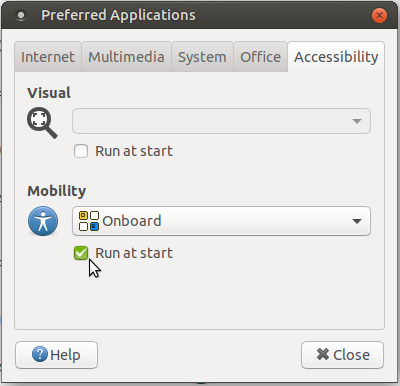 Preferred Applications
Internet Multimedia System Office Accessibility
Visual
Run at start
Mobility
Onboard
Run at start
Help Close